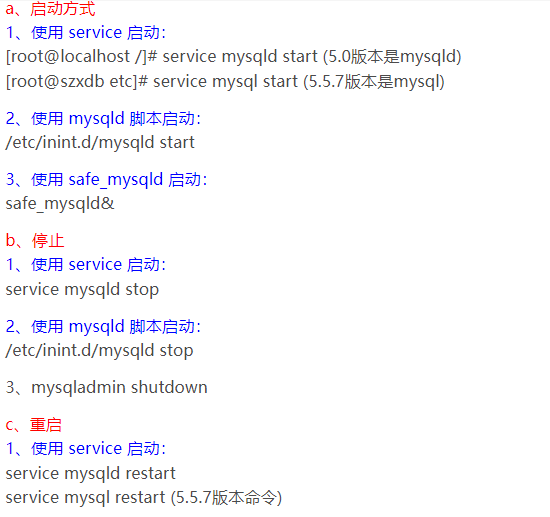 a、启动方式
1、使用 service 启动：
[root@localhost /]# service mysqld start (5.0版本是mysqld)
[root@szxdb etc]# service mysql start (5.5.7版本是mysql)
2、使用 mysqld 脚本启动：
/etc/inint.d/mysqld start
3、使用 safe_mysqld 启动：
safe_mysqld&
b、停止
1、使用 service 启动：
service mysqld stop
2、使用 mysqld 脚本启动：
/etc/inint.d/mysqld stop
3、mysqladmin shutdown
c、重启
1、使用 service 启动：
service mysqld restart
service mysql restart (5.5.7版本命令)